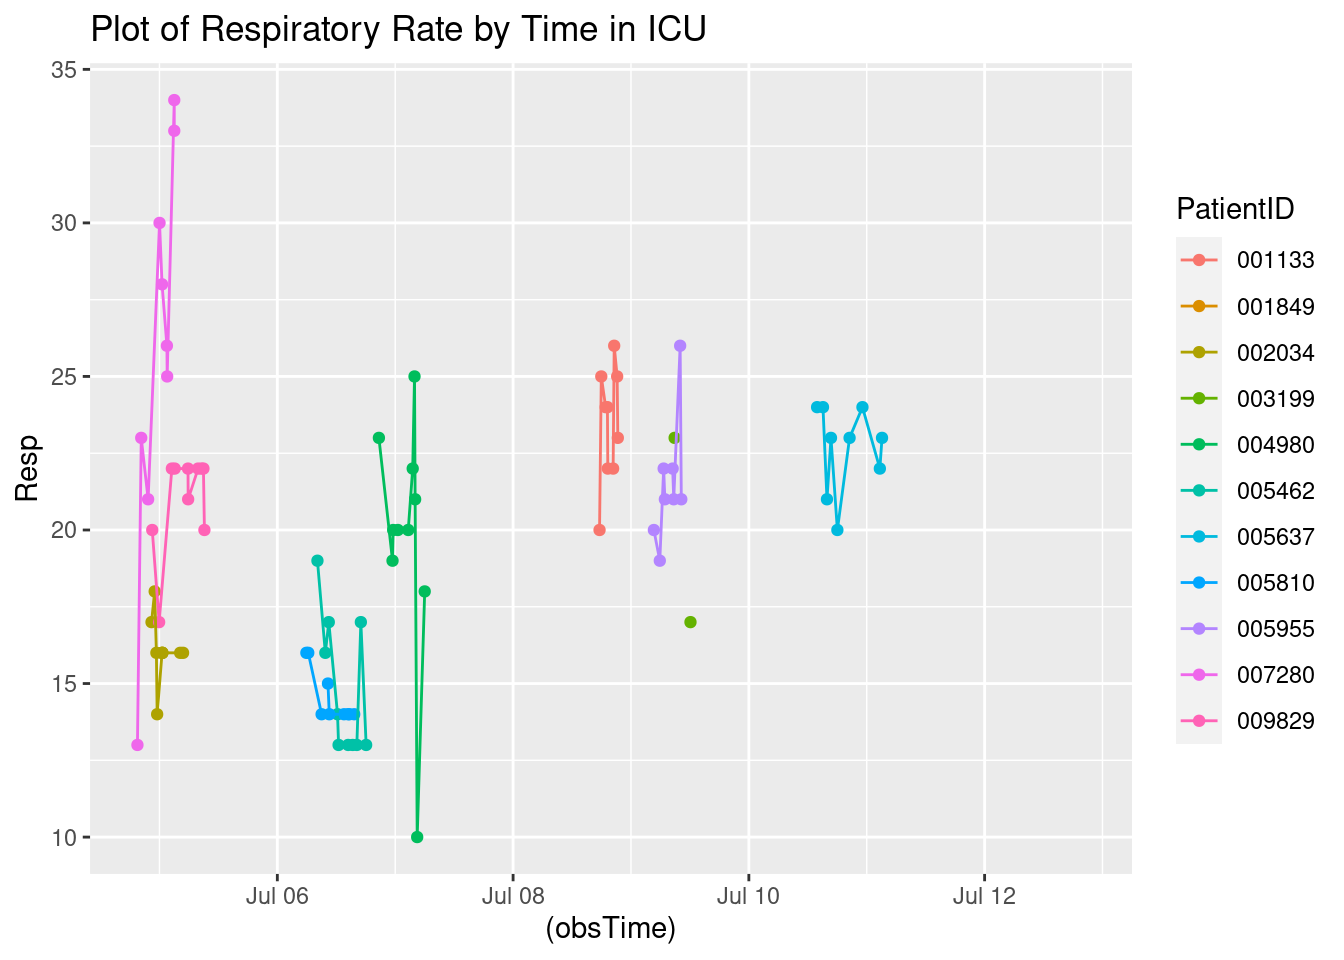 Plot of Respiratory Rate by Time in ICU
35
30
25
20
15
10
Resp
Jul 06
Jul 08
Jul 10
Jul 12
(obsTime)
PatientID
001133
001849
002034
003199
004980
005462
005637
005810
005955
007280
009829